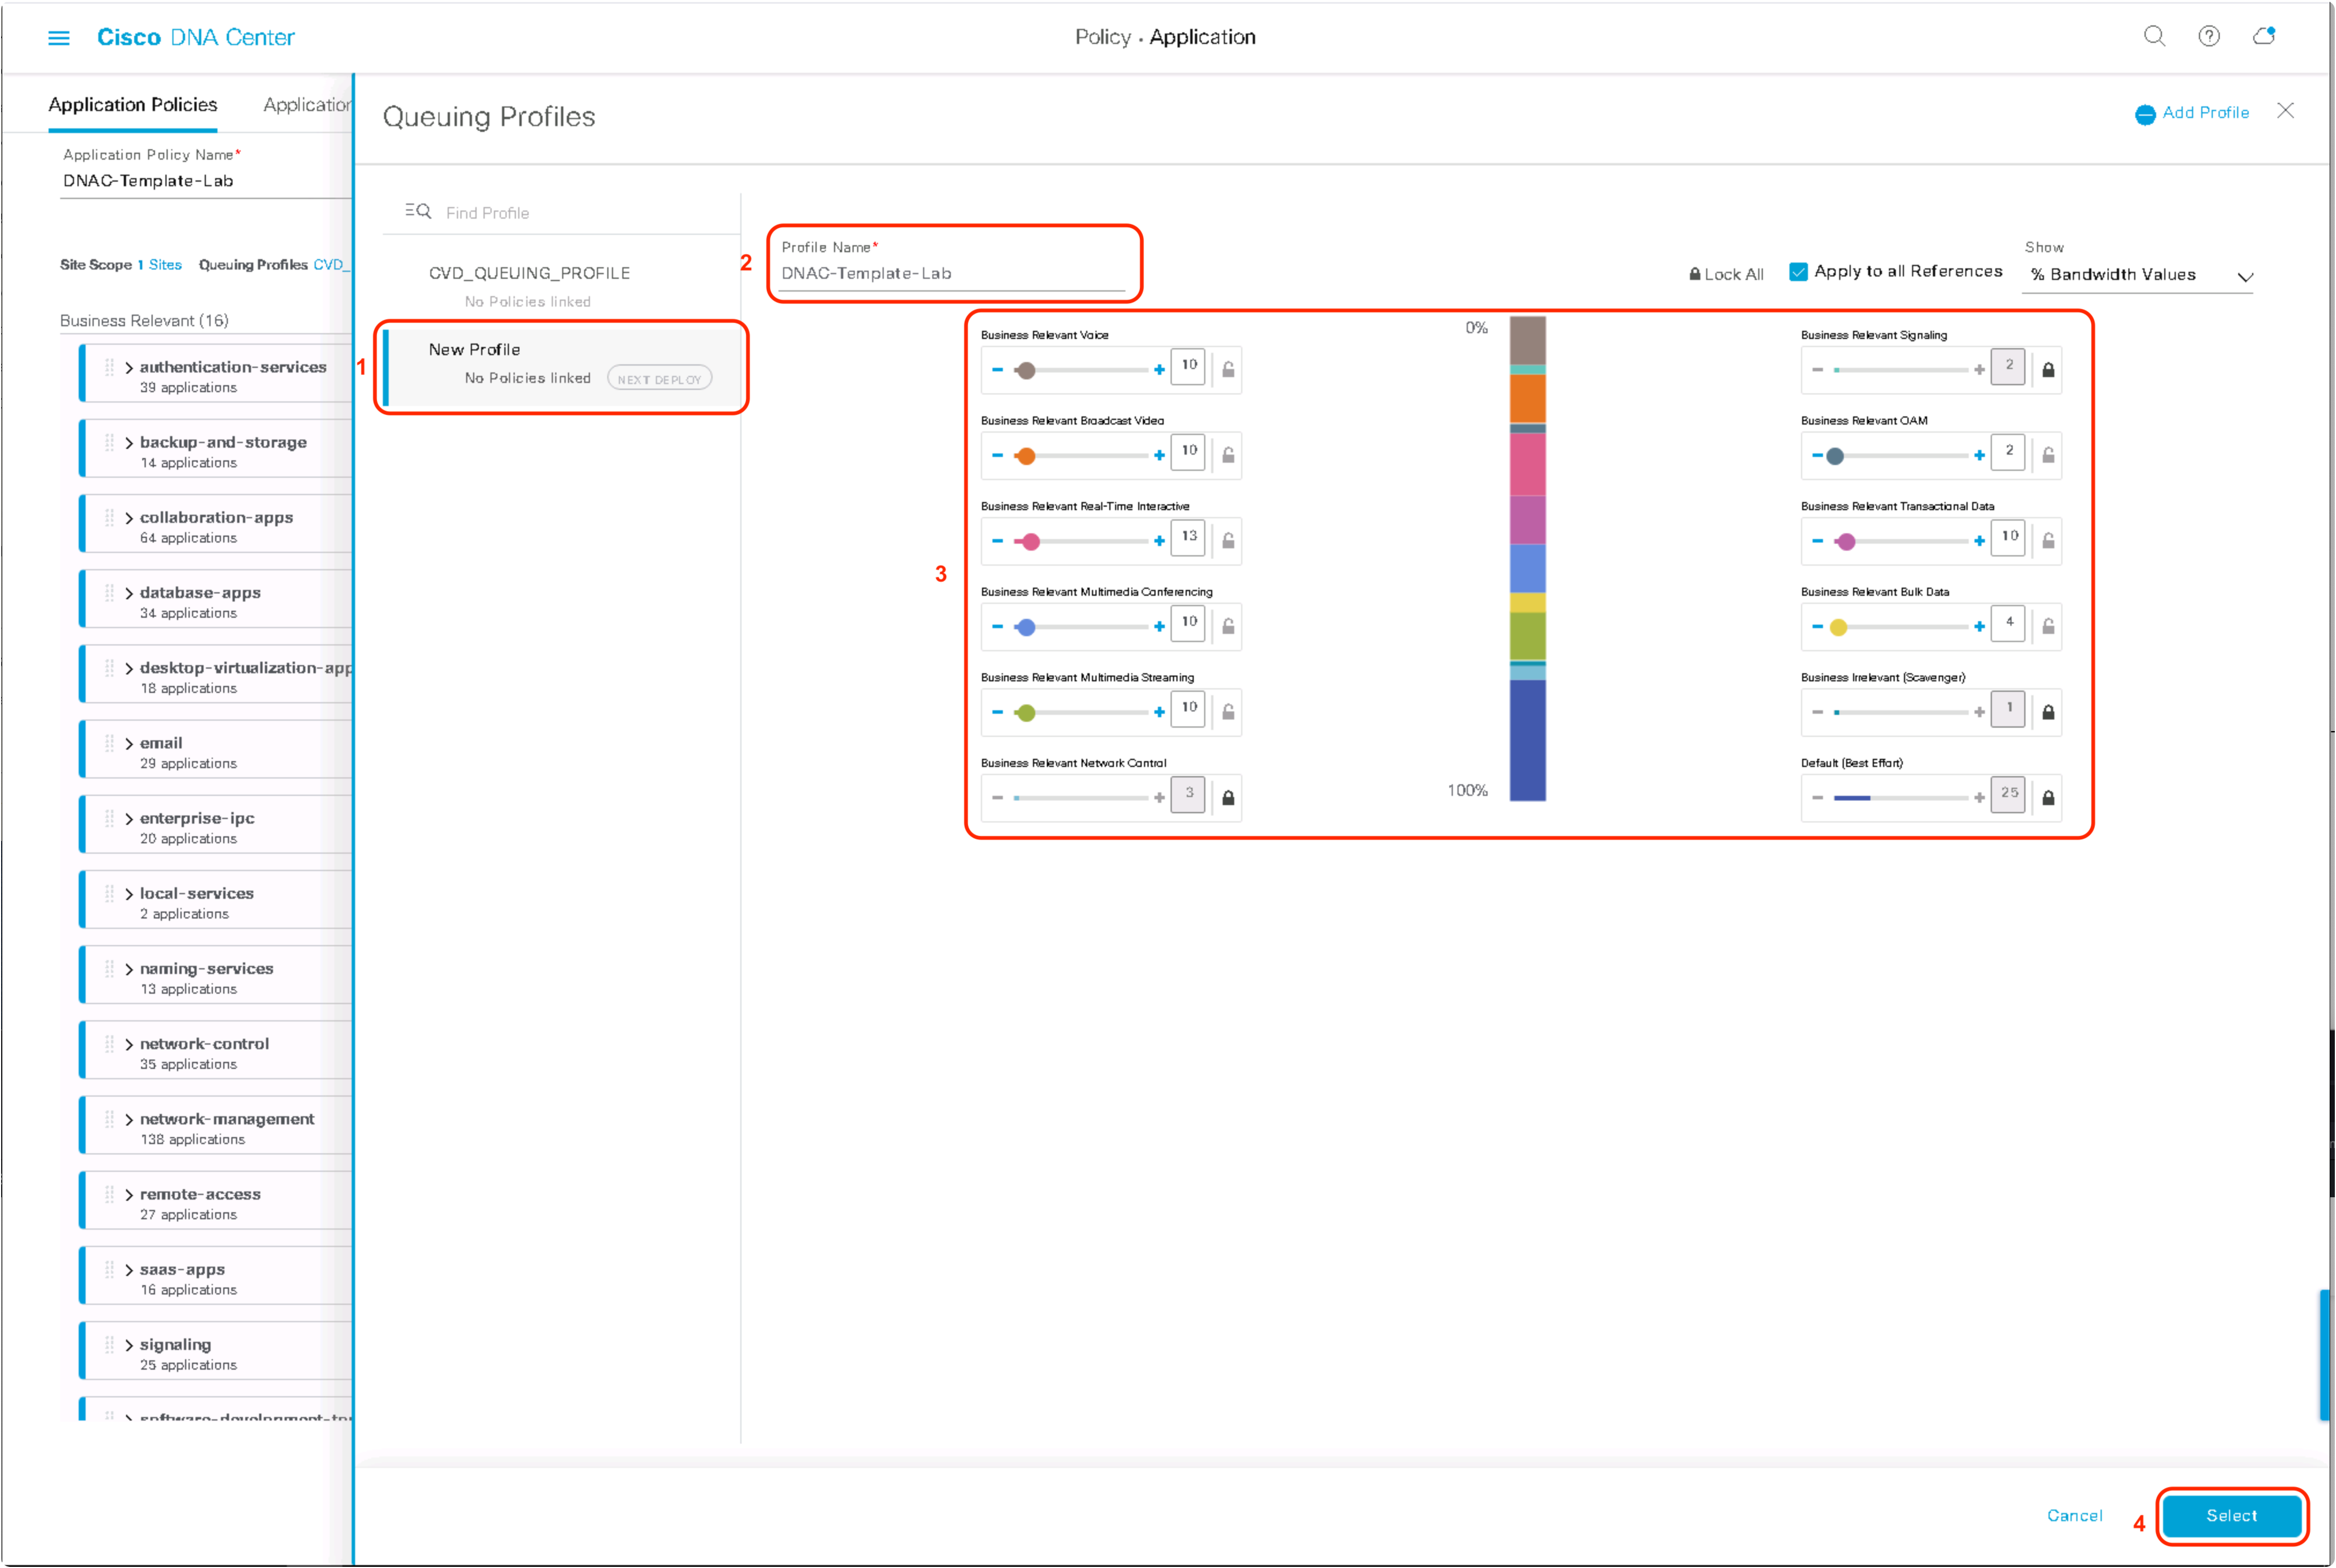 Cisco DNA Center
Policy · Application
Application Policies
Application
Application Policy Name*
DNAC-Template-Lab
Site Scope 1 Sites Queuing Profiles CVD_
Business Relevant (16)
authentication-services
39 applications
backup-and-storage
14 applications
collaboration-apps
64 applications
database-apps
34 applications
desktop-virtualization-app
18 applications
email
29 applications
enterprise-ipc
20 applications
local-services
2 applications
naming-services
13 applications
network-control
35 applications
network-management
138 applications
remote-access
27 applications
saas-apps
16 applications
signaling
25 applications
Queuing Profiles
Add Profile
Find Profile
CVD_QUEUING_PROFILE
No Policies linked
1
New Profile
No Policies linked NEXT DEPLOY
2
Profile Name*
DNAC-Template-Lab
Lock All
Apply to all References
Show
% Bandwidth Values
3
Business Relevant Voice
10
Business Relevant Broadcast Video
10
Business Relevant Real-Time Interactive
13
Business Relevant Multimedia Conferencing
10
Business Relevant Multimedia Streaming
10
Business Relevant Network Control
3
0%
100%
Business Relevant Signaling
2
Business Relevant OAM
2
Business Relevant Transactional Data
10
Business Relevant Bulk Data
4
Business Irrelevant (Scavenger)
1
Default (Best Effort)
25
Cancel
4
Select